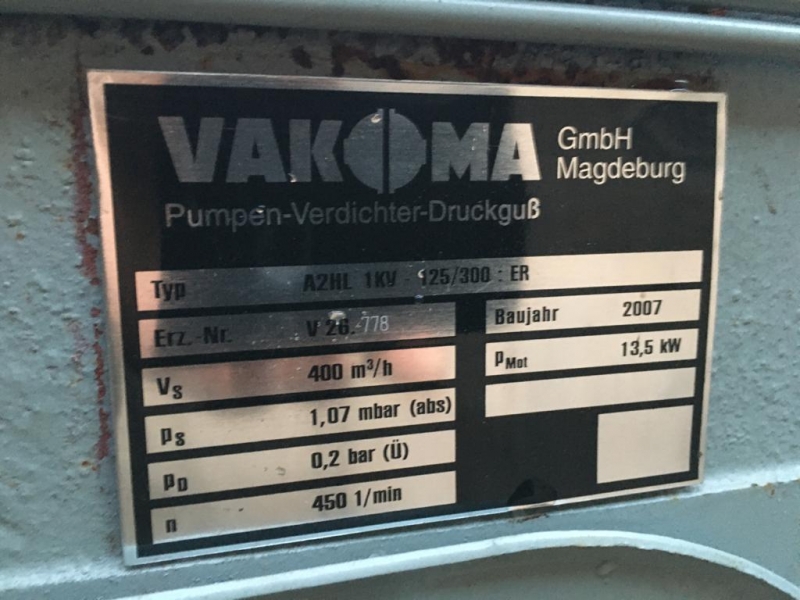 VAKOMA GmbH
Magdeburg
Pumpen-Verdichter-Druckguß
Typ A2HL 1KV - 125/300 : ER
Erz.-Nr. V 26.-778
Baujahr 2007
Vs 400 m³/h
PMot 13,5 kW
ps 1,07 mbar (abs)
pD 0,2 bar (Ü)
n 450 1/min